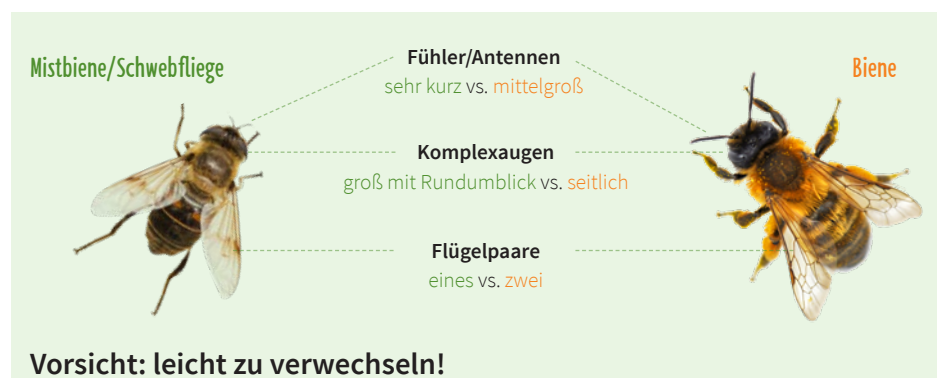 Mistbiene/Schwebfliege
Fühler/Antennen
sehr kurz vs. mittelgroß
Biene
Komplexaugen
groß mit Rundumblick vs. seitlich
Flügelpaare
eines vs. zwei
Vorsicht: leicht zu verwechseln!